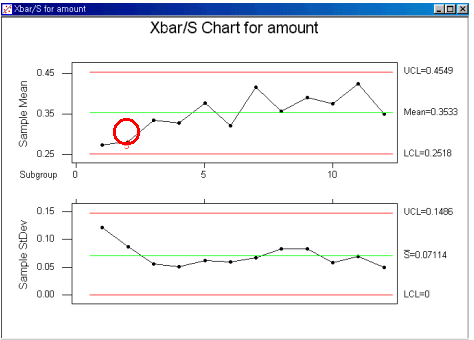 Xbar/S for amount
Xbar/S Chart for amount
0.45
0.35
0.25
Sample Mean
UCL=0.4549
Mean=0.3533
LCL=0.2518
Subgroup
0
5
10
0.15
0.10
0.05
0.00
Sample StDev
UCL=0.1486
S=0.07114
LCL=0